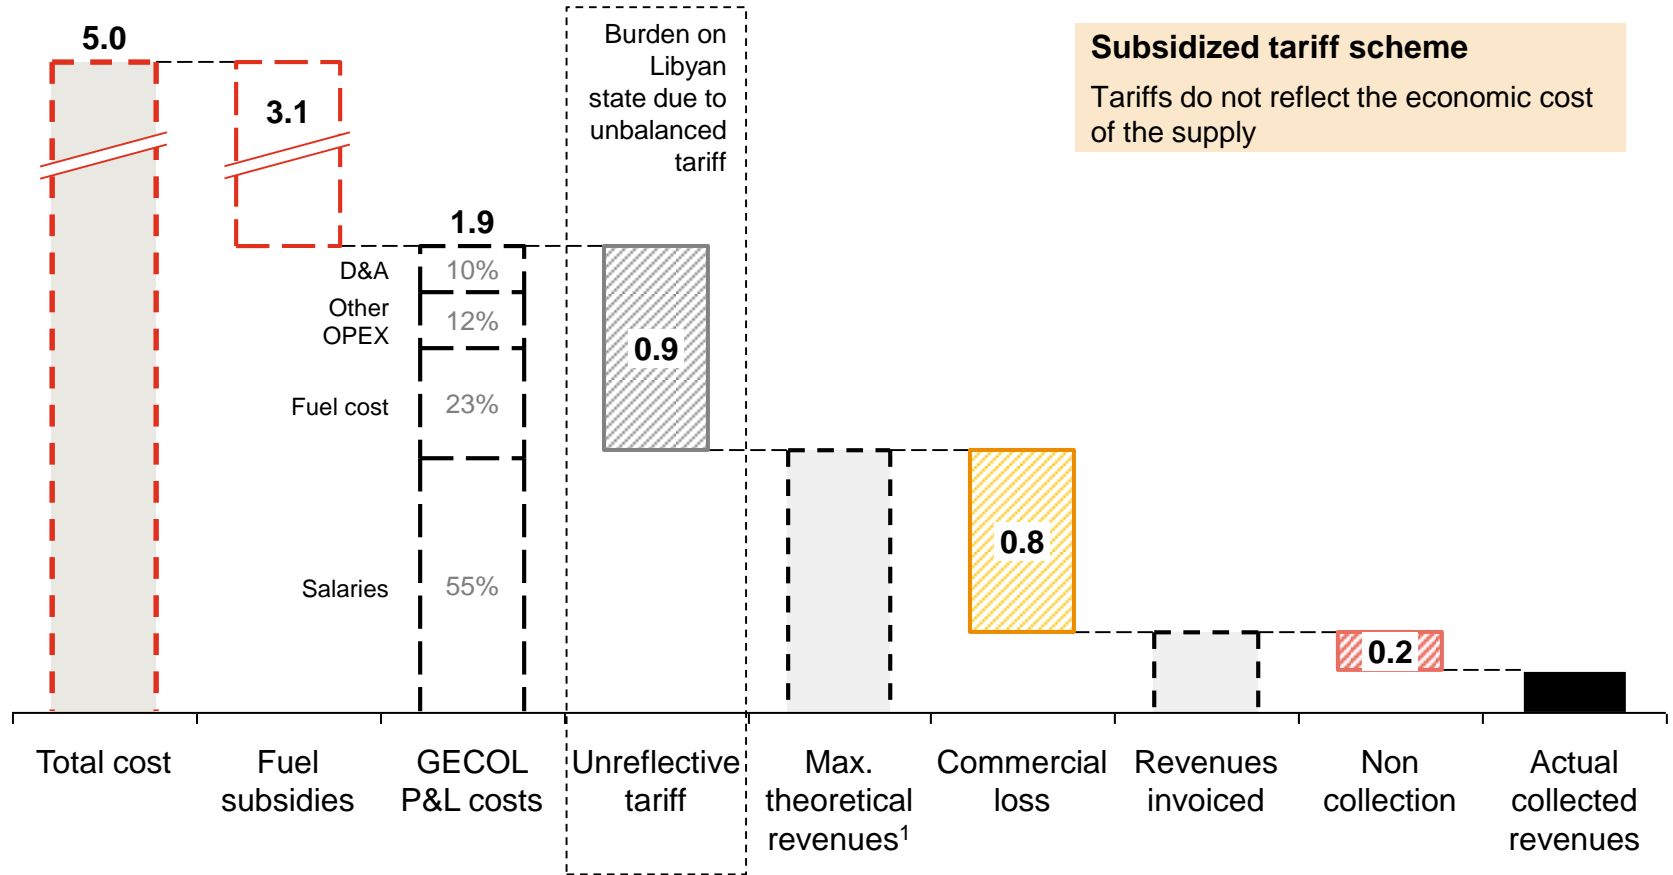 5.0
3.1
1.9
Burden on
Libyan
state due to
unbalanced
tariff
Subsidized tariff scheme
Tariffs do not reflect the economic cost
of the supply
D&A
10%
Other
OPEX
12%
Fuel cost
23%
Salaries
55%
0.9
0.8
0.2
Total cost
Fuel
subsidies
GECOL
P&L costs
Unreflective
tariff
Max.
theoretical
revenues¹
Commercial
loss
Revenues
invoiced
Non
collection
Actual
collected
revenues